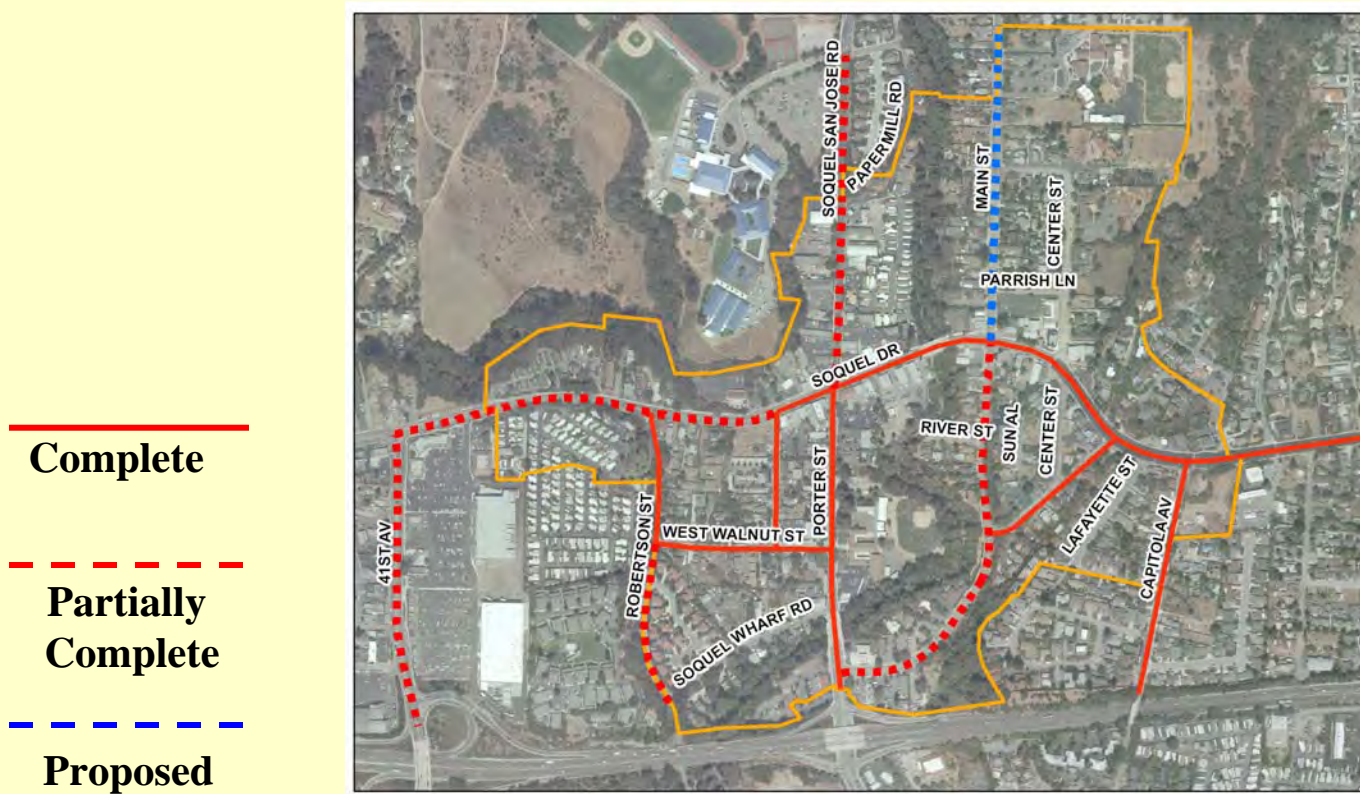 Complete
Partially
Complete
Proposed
SOQUEL SAN JOSE RD
PAPER MILL RD
MAIN ST
CENTER ST
PARRISH LN
SOQUEL DR
RIVER ST
SUN AL
CENTER ST
PORTER ST
LAFAYETTE ST
CAPITOLA AV
41ST AV
ROBERTSON ST
WEST WALNUT ST
SOQUEL WHARF RD